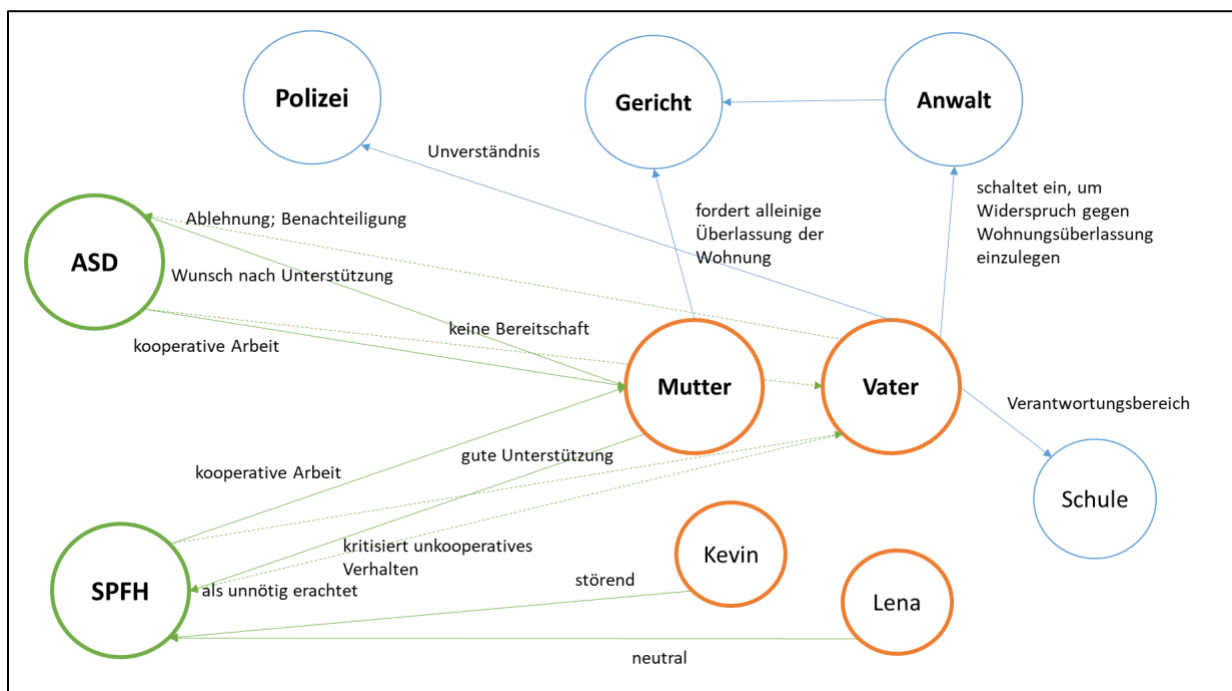 Polizei
Gericht
Anwalt
Unverständnis
schaltet ein, um
Widerspruch gegen
Wohnungsüberlassung
einzulegen
Ablehnung; Benachteiligung
fordert alleinige
Überlassung der
Wohnung
ASD
Wunsch nach Unterstützung
keine Bereitschaft
kooperative Arbeit
Mutter
Vater
Verantwortungsbereich
gute Unterstützung
kooperative Arbeit
Schule
kritisiert unkooperatives
Verhalten
Kevin
SPFH
als unnötig erachtet
störend
Lena
neutral